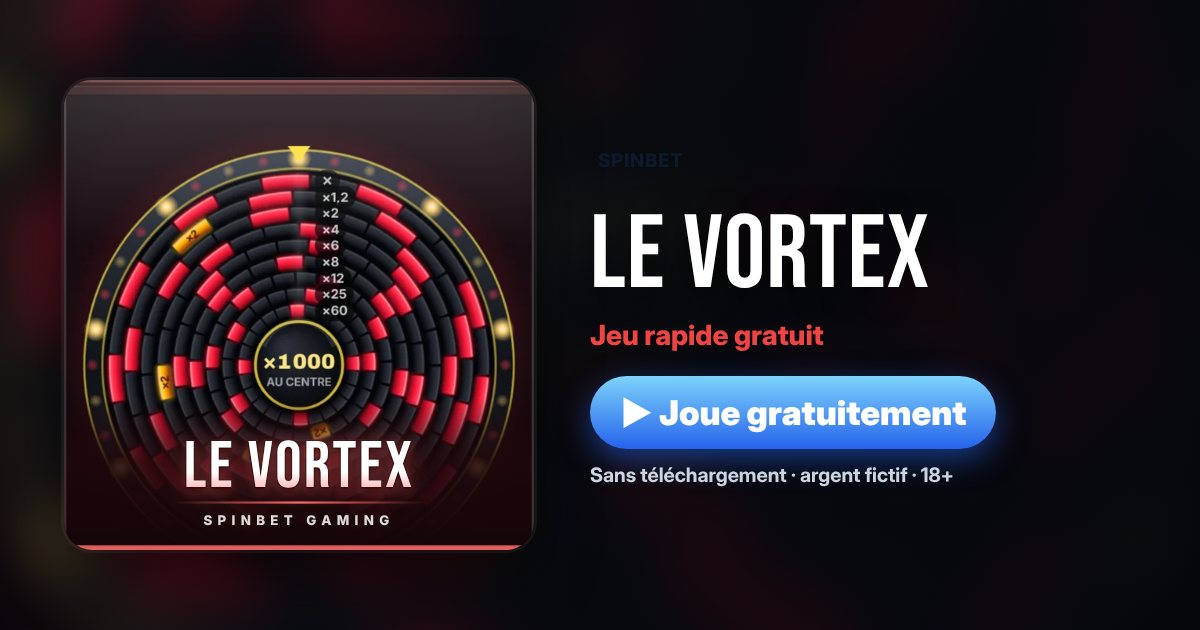 ×
×1,2
×2
×4
×6
×8
×12
×25
×60
×2
×2
×2
×1000
AU CENTRE
LE VORTEX
SPINBET GAMING
SPINBET
LE VORTEX
Jeu rapide gratuit
▶ Joue gratuitement
Sans téléchargement · argent fictif · 18+